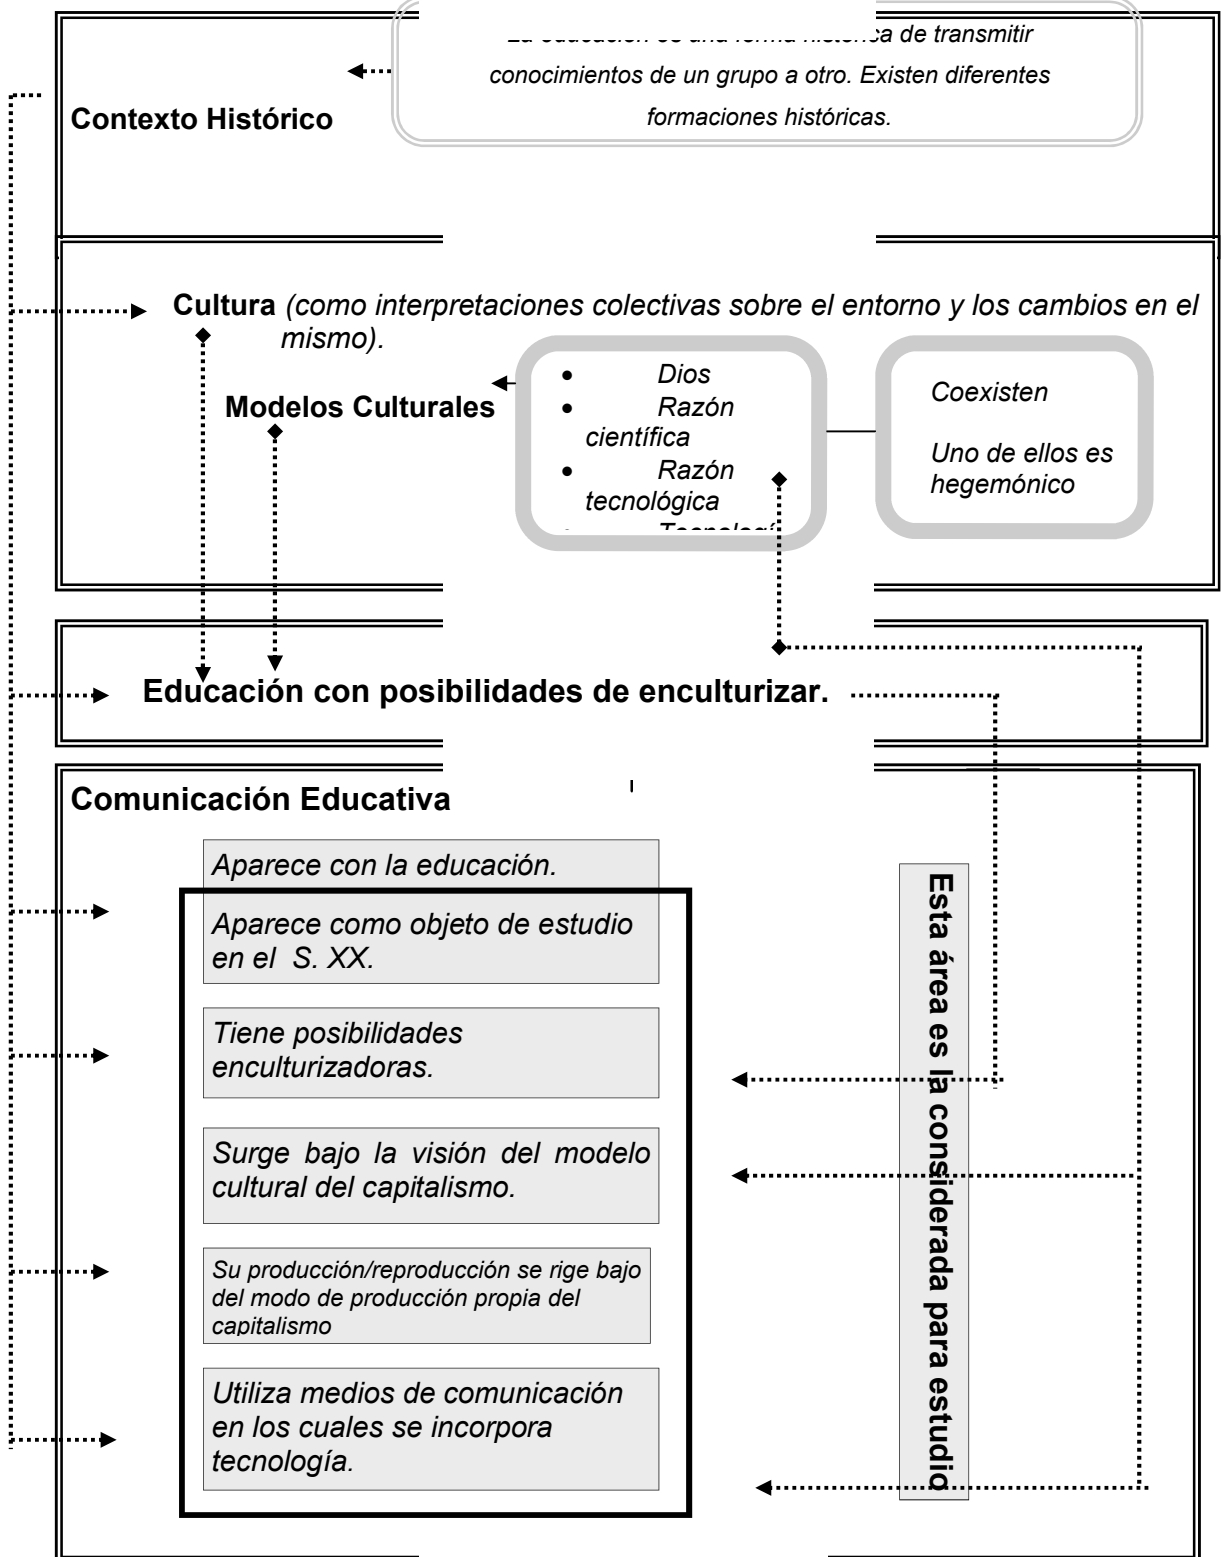 de transmitir
conocimientos de un grupo a otro. Existen diferentes
formaciones históricas.
Contexto Histórico
Cultura (como interpretaciones colectivas sobre el entorno y los cambios en el
mismo).
Modelos Culturales
• Dios
• Razón
científica
• Razón
tecnológica
Coexisten
Uno de ellos es
hegemónico
Educación con posibilidades de enculturizar.
Comunicación Educativa
Aparece con la educación.
Aparece como objeto de estudio
en el S. XX.
Tiene posibilidades
enculturizadoras.
Surge bajo la visión del modelo
cultural del capitalismo.
Su producción/reproducción se rige bajo
del modo de producción propia del
capitalismo
Utiliza medios de comunicación
en los cuales se incorpora
tecnología.
Esta área es la considerada para estudio